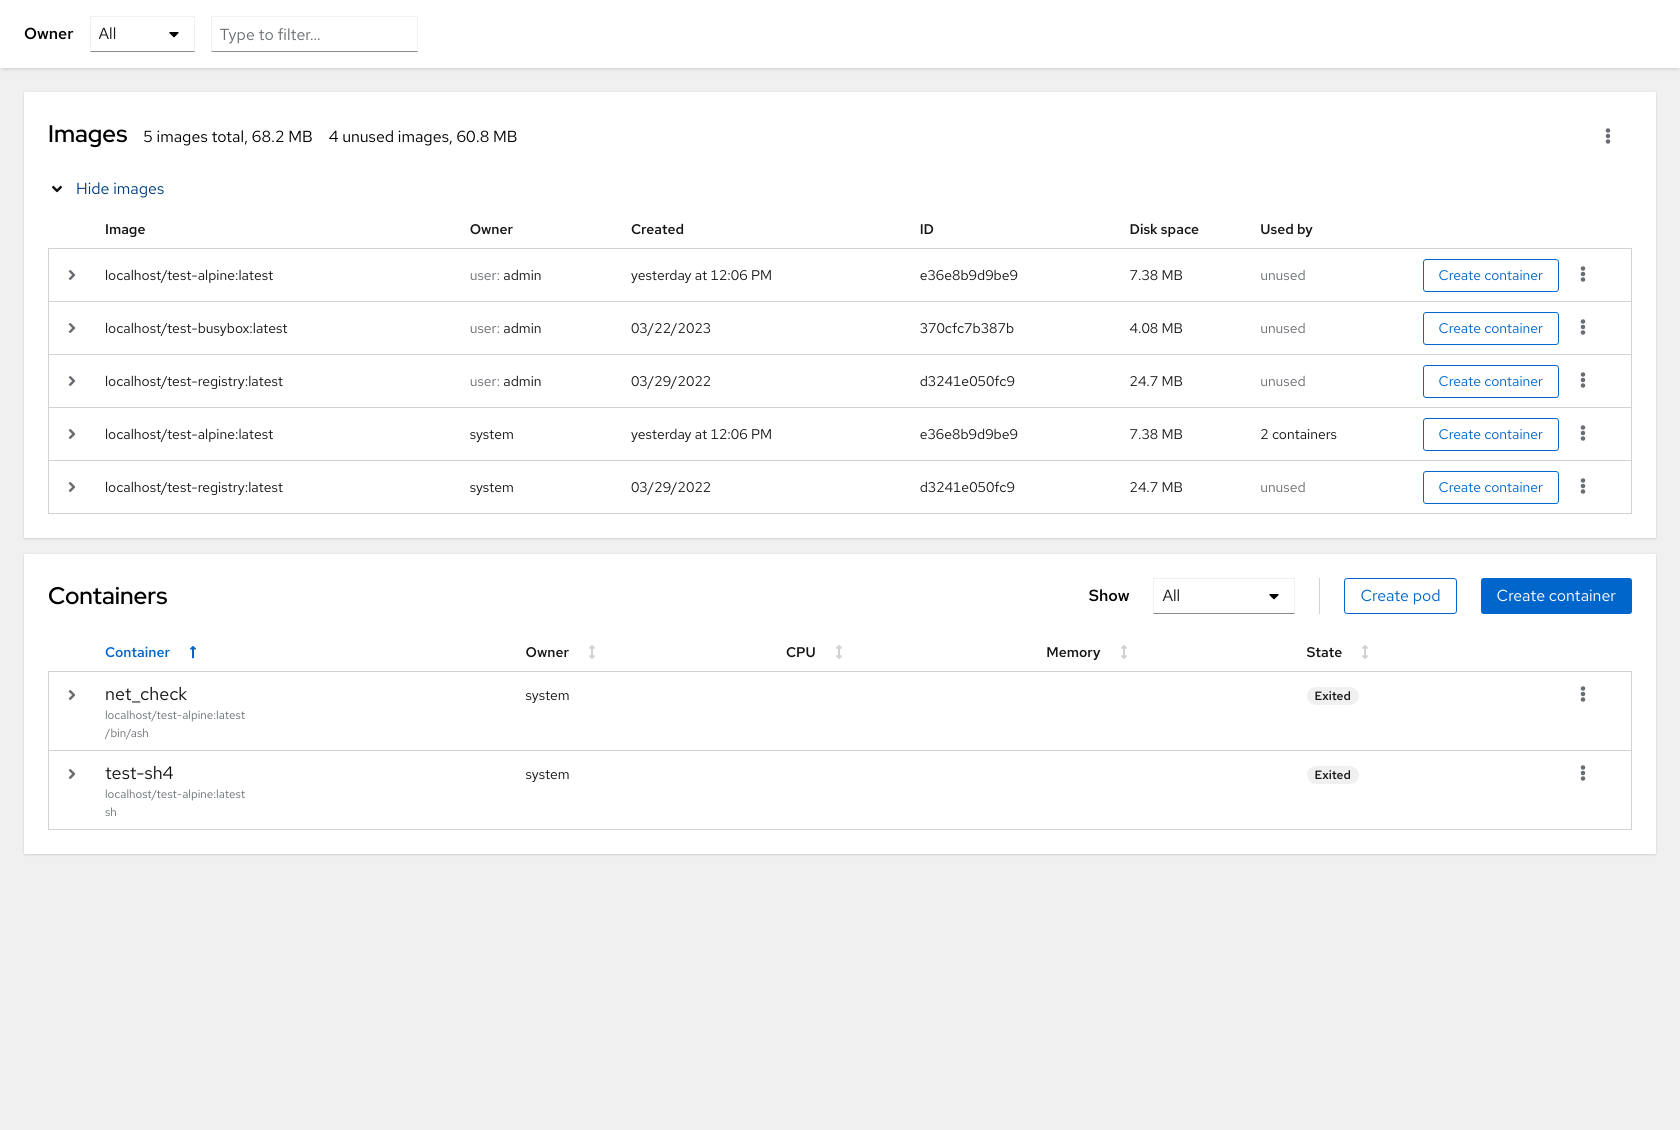 Owner All Type to filter...
Images 5 images total, 68.2 MB 4 unused images, 60.8 MB
Hide images
Image Owner Created ID Disk space Used by
localhost/test-alpine:latest user: admin yesterday at 12:06 PM e36e8b9d9be9 7.38 MB unused Create container
localhost/test-busybox:latest user: admin 03/22/2023 370cfc7b387b 4.08 MB unused Create container
localhost/test-registry:latest user: admin 03/29/2022 d3241e050fc9 24.7 MB unused Create container
localhost/test-alpine:latest system yesterday at 12:06 PM e36e8b9d9be9 7.38 MB 2 containers Create container
localhost/test-registry:latest system 03/29/2022 d3241e050fc9 24.7 MB unused Create container
Containers Show All Create pod Create container
Container Owner CPU Memory State
net_check system Exited
localhost/test-alpine:latest
/bin/ash
test-sh4 system Exited
localhost/test-alpine:latest
sh